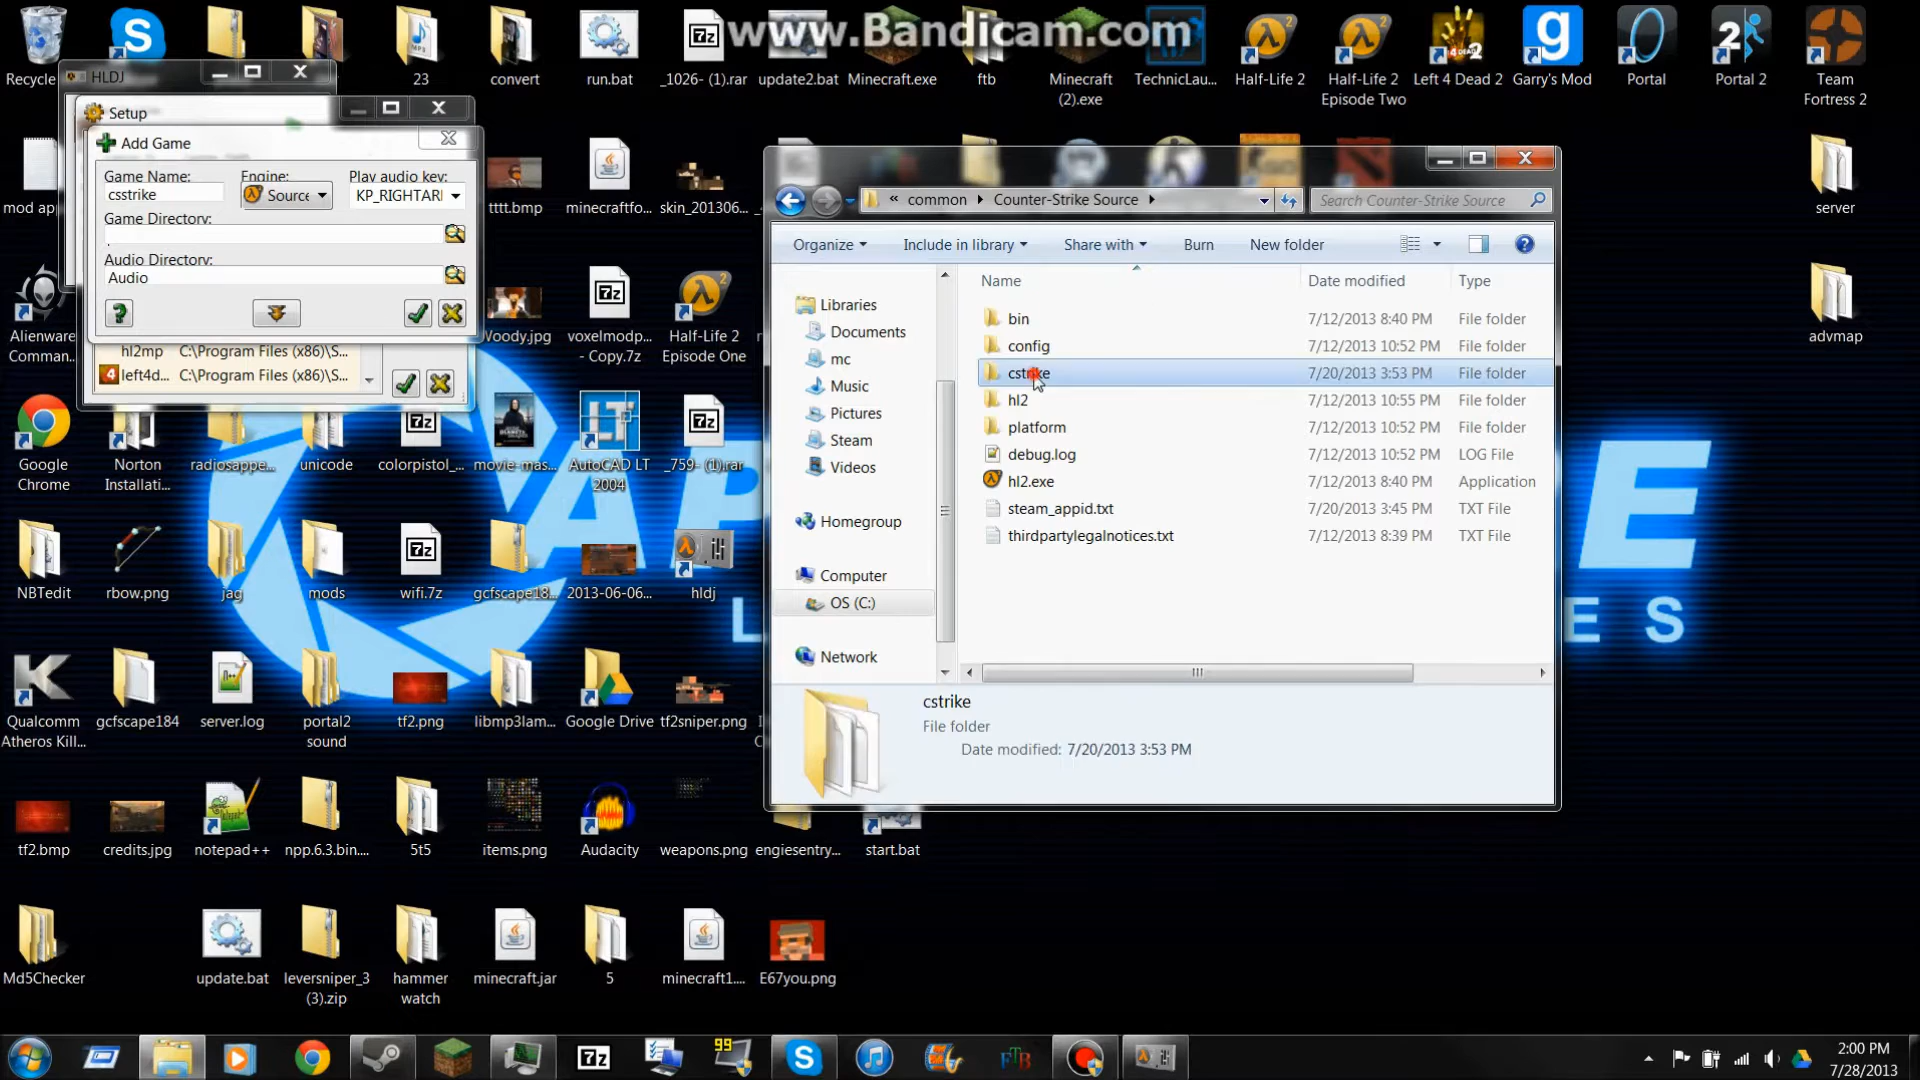 www.Bandicam.com
Recycle
23
convert
run.bat
_1026- (1).rar
update2.bat
Minecraft.exe
ftb
Minecraft
(2).exe
TechnicLau...
Half-Life 2
Half-Life 2
Episode Two
Left 4 Dead 2
Garry's Mod
Portal
Portal 2
Team
Fortress 2
HLDJ
Setup
Add Game
Game Name:
Engine:
Play audio key:
csstrike
Source
KP_RIGHTARI
Game Directory:
Audio Directory:
Audio
hl2mp
C:\Program Files (x86)\S...
left4d...
C:\Program Files (x86)\S...
mod ap
tttt.bmp
minecraftfo...
skin_201306...
server
Alienware
Comman...
Woody.jpg
voxelmodp...
- Copy.7z
Half-Life 2
Episode One
advmap
« common
Counter-Strike Source
Search Counter-Strike Source
Organize
Include in library
Share with
Burn
New folder
Name
Date modified
Type
Libraries
Documents
mc
Music
Pictures
Steam
Videos
Homegroup
Computer
OS (C:)
Network
bin
7/12/2013 8:40 PM
File folder
config
7/12/2013 10:52 PM
File folder
cstrike
7/20/2013 3:53 PM
File folder
hl2
7/12/2013 10:55 PM
File folder
platform
7/12/2013 10:52 PM
File folder
debug.log
7/12/2013 10:52 PM
LOG File
hl2.exe
7/12/2013 8:40 PM
Application
steam_appid.txt
7/20/2013 3:45 PM
TXT File
thirdpartylegalnotices.txt
7/12/2013 8:39 PM
TXT File
cstrike
File folder
Date modified: 7/20/2013 3:53 PM
Google
Chrome
Norton
Installati...
radiosappe...
unicode
colorpistol_...
movie-mas...
AutoCAD LT
2004
_759- (1).rar
NBTedit
rbow.png
jag
mods
wifi.7z
gcfscape18...
2013-06-06...
hldj
Qualcomm
Atheros Kill...
gcfscape184
server.log
portal2
sound
tf2.png
libmp3lam...
Google Drive
tf2sniper.png
tf2.bmp
credits.jpg
notepad++
npp.6.3.bin....
5t5
items.png
Audacity
weapons.png
engiesentry...
start.bat
Md5Checker
update.bat
leversniper_3
(3).zip
hammer
watch
minecraft.jar
5
minecraft1....
E67you.png
2:00 PM
7/28/2013